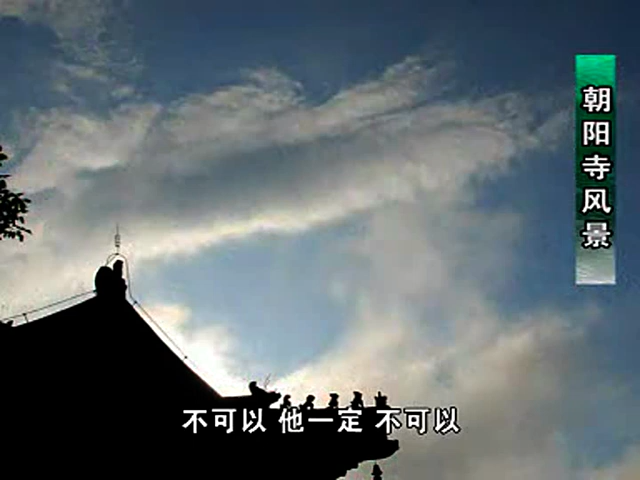 朝阳寺风景
不可以 他一定 不可以